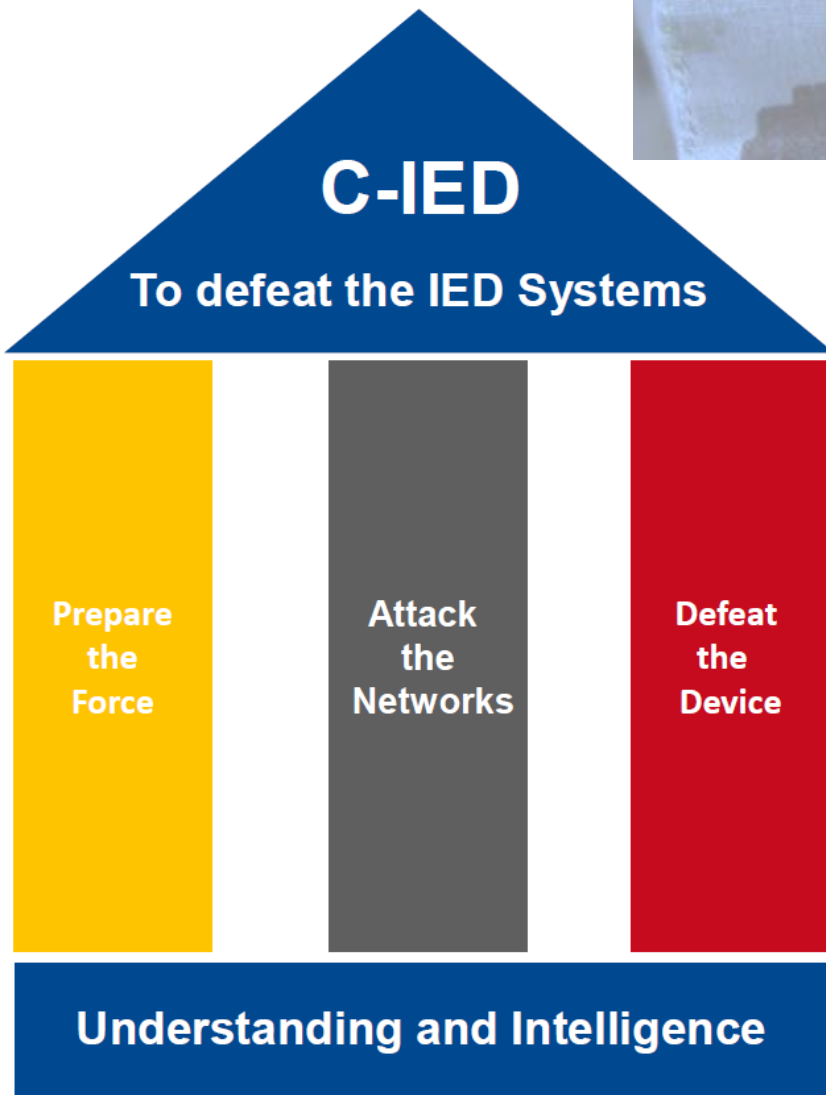 C-IED
To defeat the IED Systems
Prepare
the
Force
Attack
the
Networks
Defeat
the
Device
Understanding and Intelligence